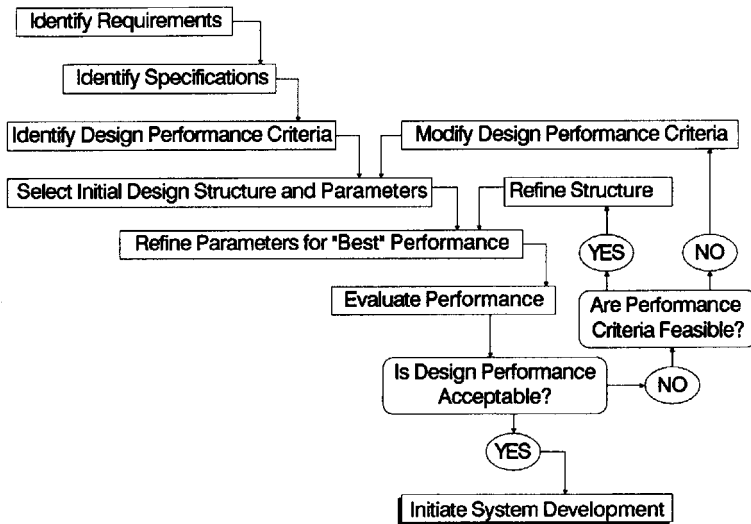 Identify Requirements
Identify Specifications
Identify Design Performance Criteria
Modify Design Performance Criteria
Select Initial Design Structure and Parameters
Refine Structure
Refine Parameters for "Best" Performance
YES
NO
Evaluate Performance
Are Performance
Criteria Feasible?
Is Design Performance
Acceptable?
NO
YES
Initiate System Development